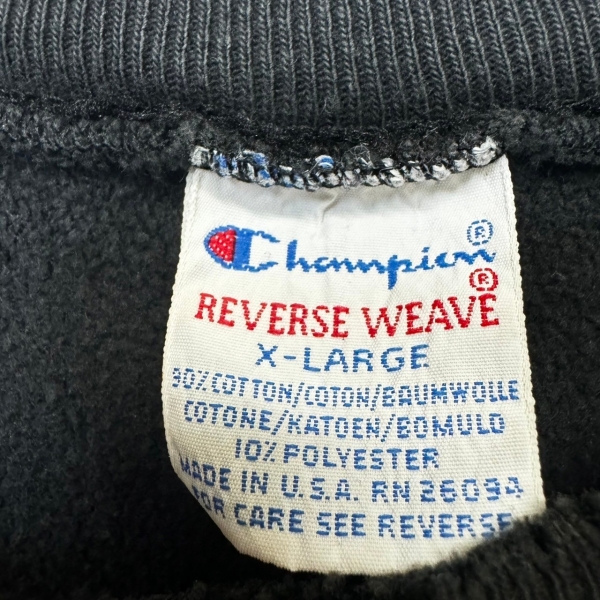 Champion®
REVERSE WEAVE®
X-LARGE
90% COTTON/COTON/BAUMWOLLE
COTONE/KATOEN/BOMULD
10% POLYESTER
MADE IN U.S.A. RN 26094
FOR CARE SEE REVERSE